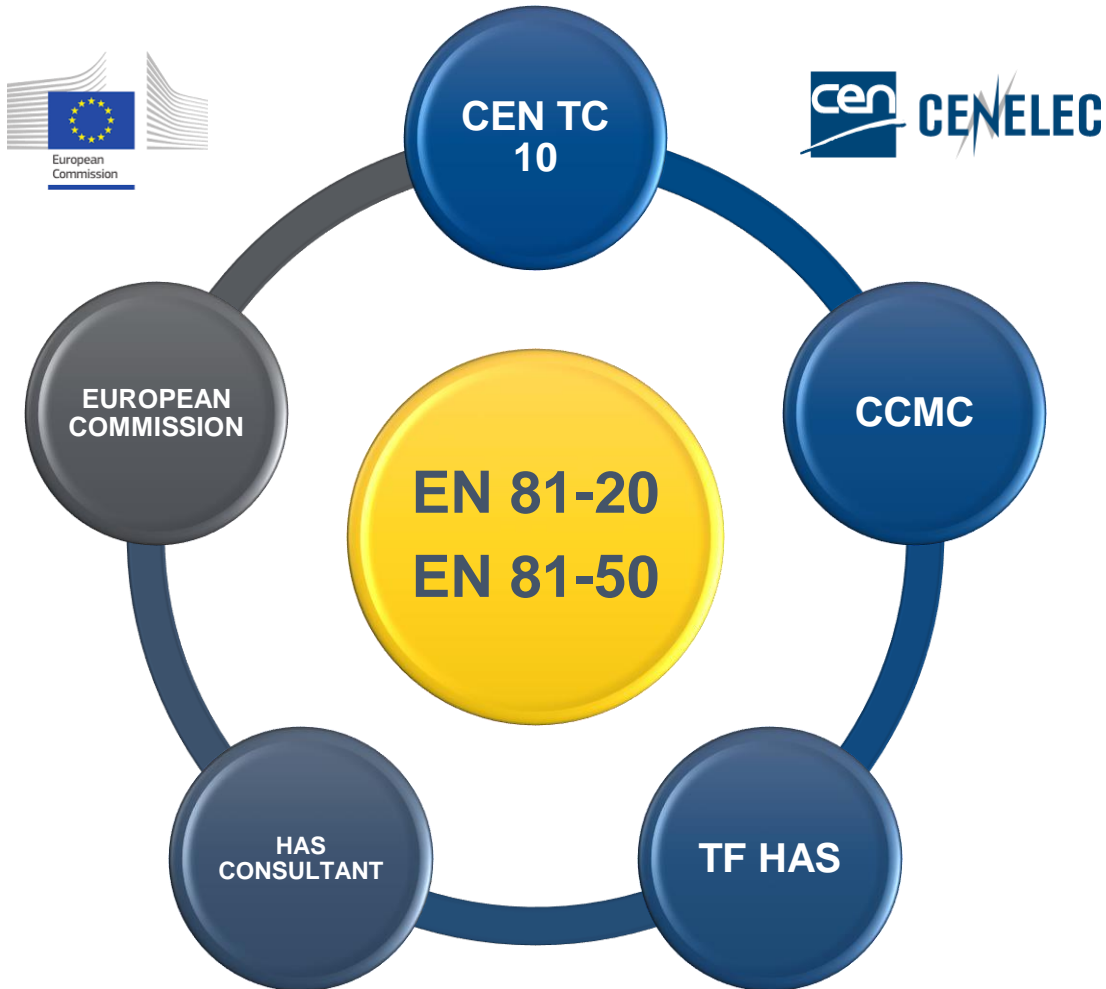 European
Commission
CEN TC
10
cen CENELEC
EUROPEAN
COMMISSION
CCMC
EN 81-20
EN 81-50
HAS
CONSULTANT
TF HAS